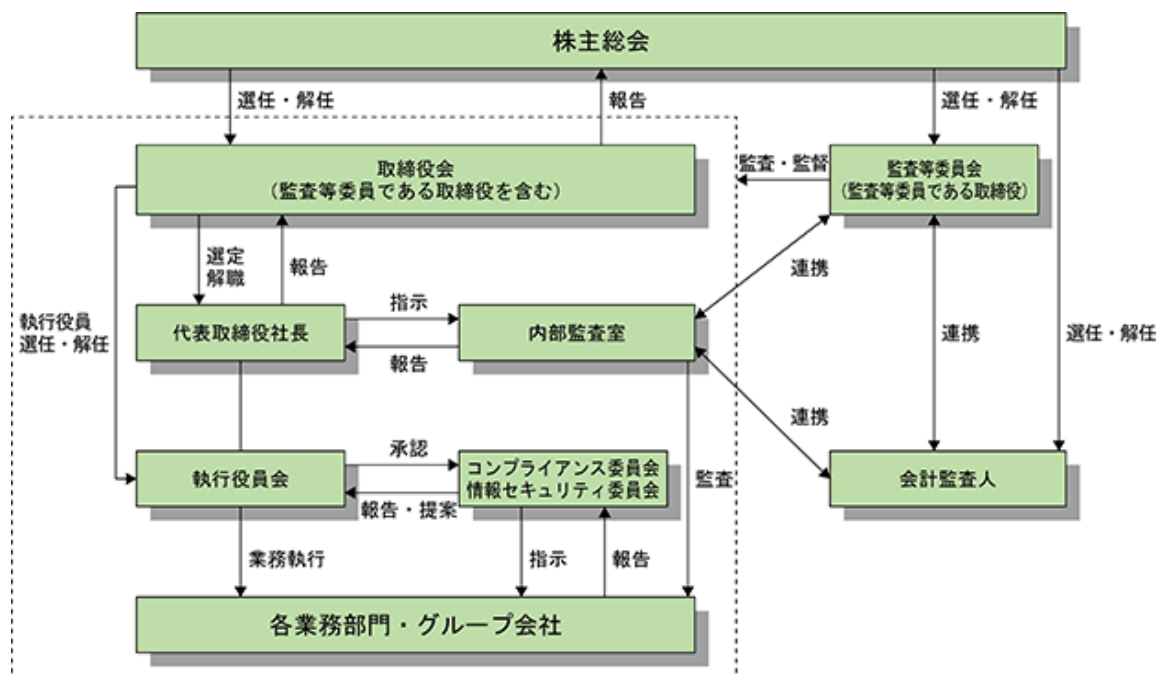 株主総会
選任・解任
報告
選任・解任
取締役会
（監査等委員である取締役を含む）
監査・監督
監査等委員会
（監査等委員である取締役）
選定
解職
報告
連携
執行役員
選任・解任
代表取締役社長
指示
報告
内部監査室
連携
選任・解任
連携
執行役員会
承認
報告・提案
コンプライアンス委員会
情報セキュリティ委員会
監査
会計監査人
業務執行
指示
報告
各業務部門・グループ会社